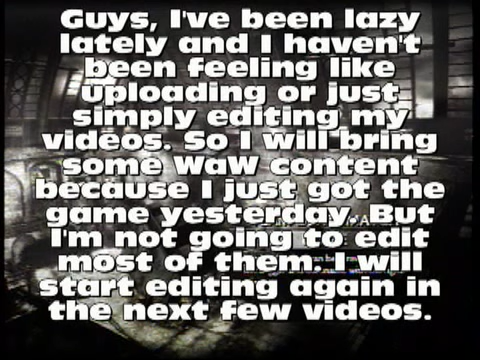 Guys, I've been lazy
lately and I haven't
been feeling like
uploading or just
simply editing my
videos. So I will bring
some WaW content
because I just got the
game yesterday. But
I'm not going to edit
most of them. I will
start editing again in
the next few videos.